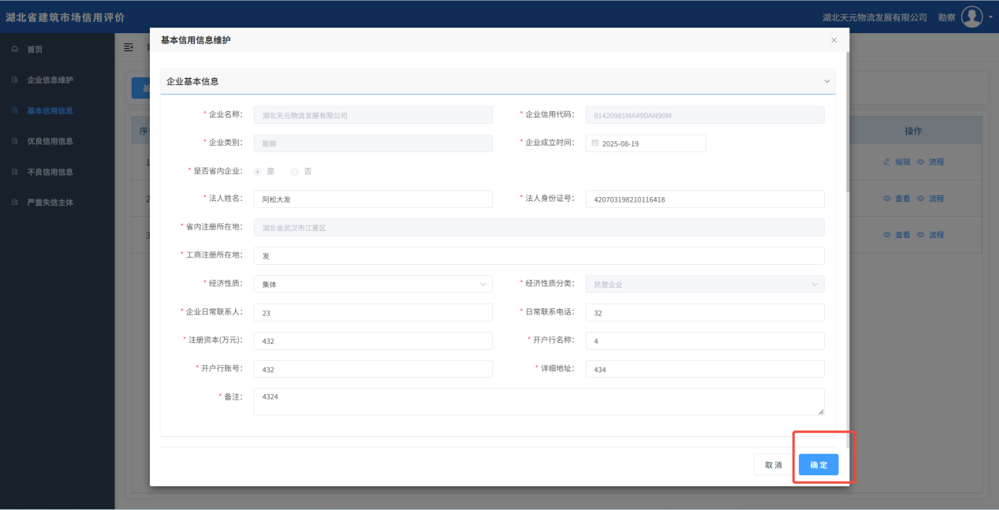 湖北省建筑市场信用评价
湖北天元物流发展有限公司 勘察
首页
企业信息维护
基本信用信息
优良信用信息
不良信用信息
严重失信主体
基本信用信息维护
企业基本信息
* 企业名称: 湖北天元物流发展有限公司 * 企业信用代码: 91420981MA49DAN90M
* 企业类别: 勘察 * 企业成立时间: 2025-08-19
* 是否省内企业: 是 否
* 法人姓名: 阿松大发 * 法人身份证号: 420703198210116418
* 省内注册所在地: 湖北省武汉市江夏区
* 工商注册所在地: 发
* 经济性质: 集体 * 经济性质分类: 民营企业
* 企业日常联系人: 23 * 日常联系电话: 32
* 注册资本(万元): 432 * 开户行名称: 4
* 开户行账号: 432 * 详细地址: 434
* 备注: 4324
取消 确定
序
操作
1
编辑 流程
2
查看 流程
3
查看 流程